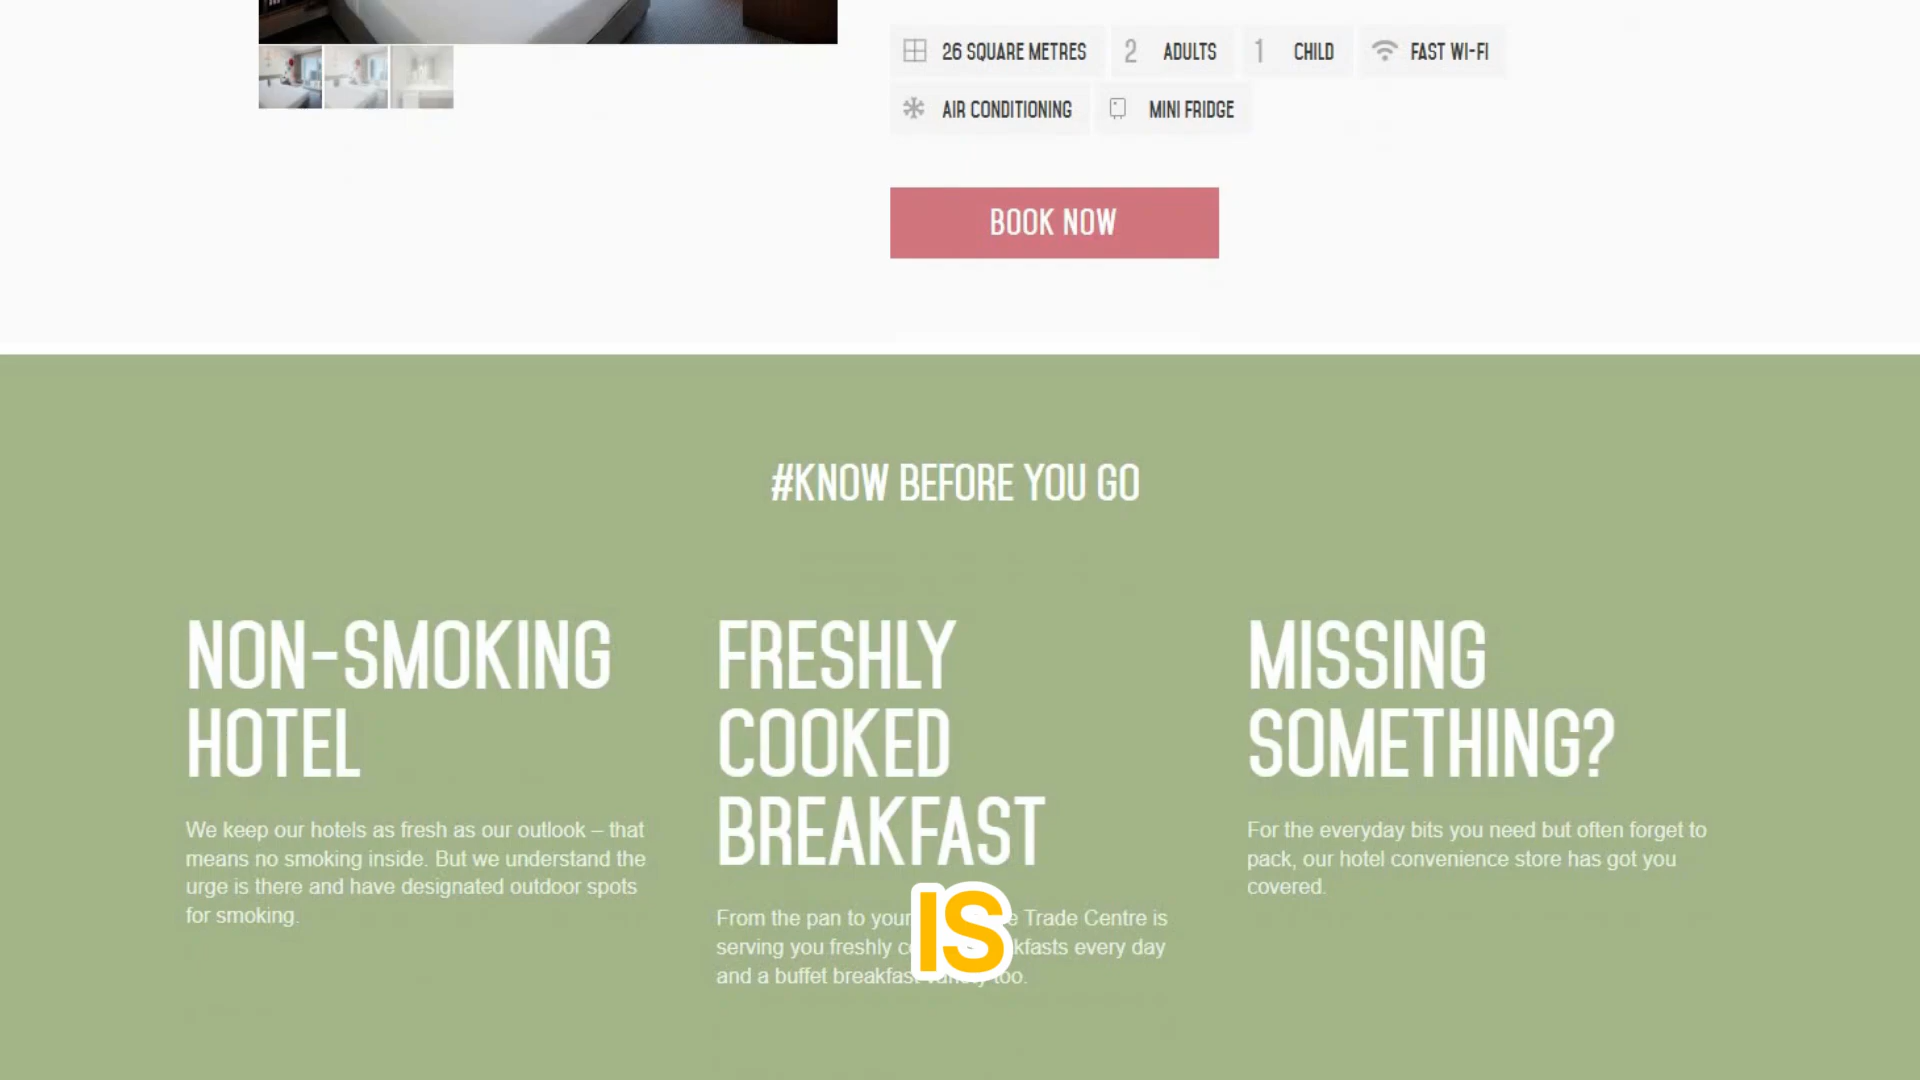 26 SQUARE METRES
2 ADULTS
1 CHILD
FAST WI-FI
AIR CONDITIONING
MINI FRIDGE
BOOK NOW
#KNOW BEFORE YOU GO
NON-SMOKING
HOTEL
We keep our hotels as fresh as our outlook – that
means no smoking inside. But we understand the
urge is there and have designated outdoor spots
for smoking.
FRESHLY
COOKED
BREAKFAST
From the pan to your Trade Centre is
serving you freshly every day
and a buffet breakfast too.
IS
MISSING
SOMETHING?
For the everyday bits you need but often forget to
pack, our hotel convenience store has got you
covered.